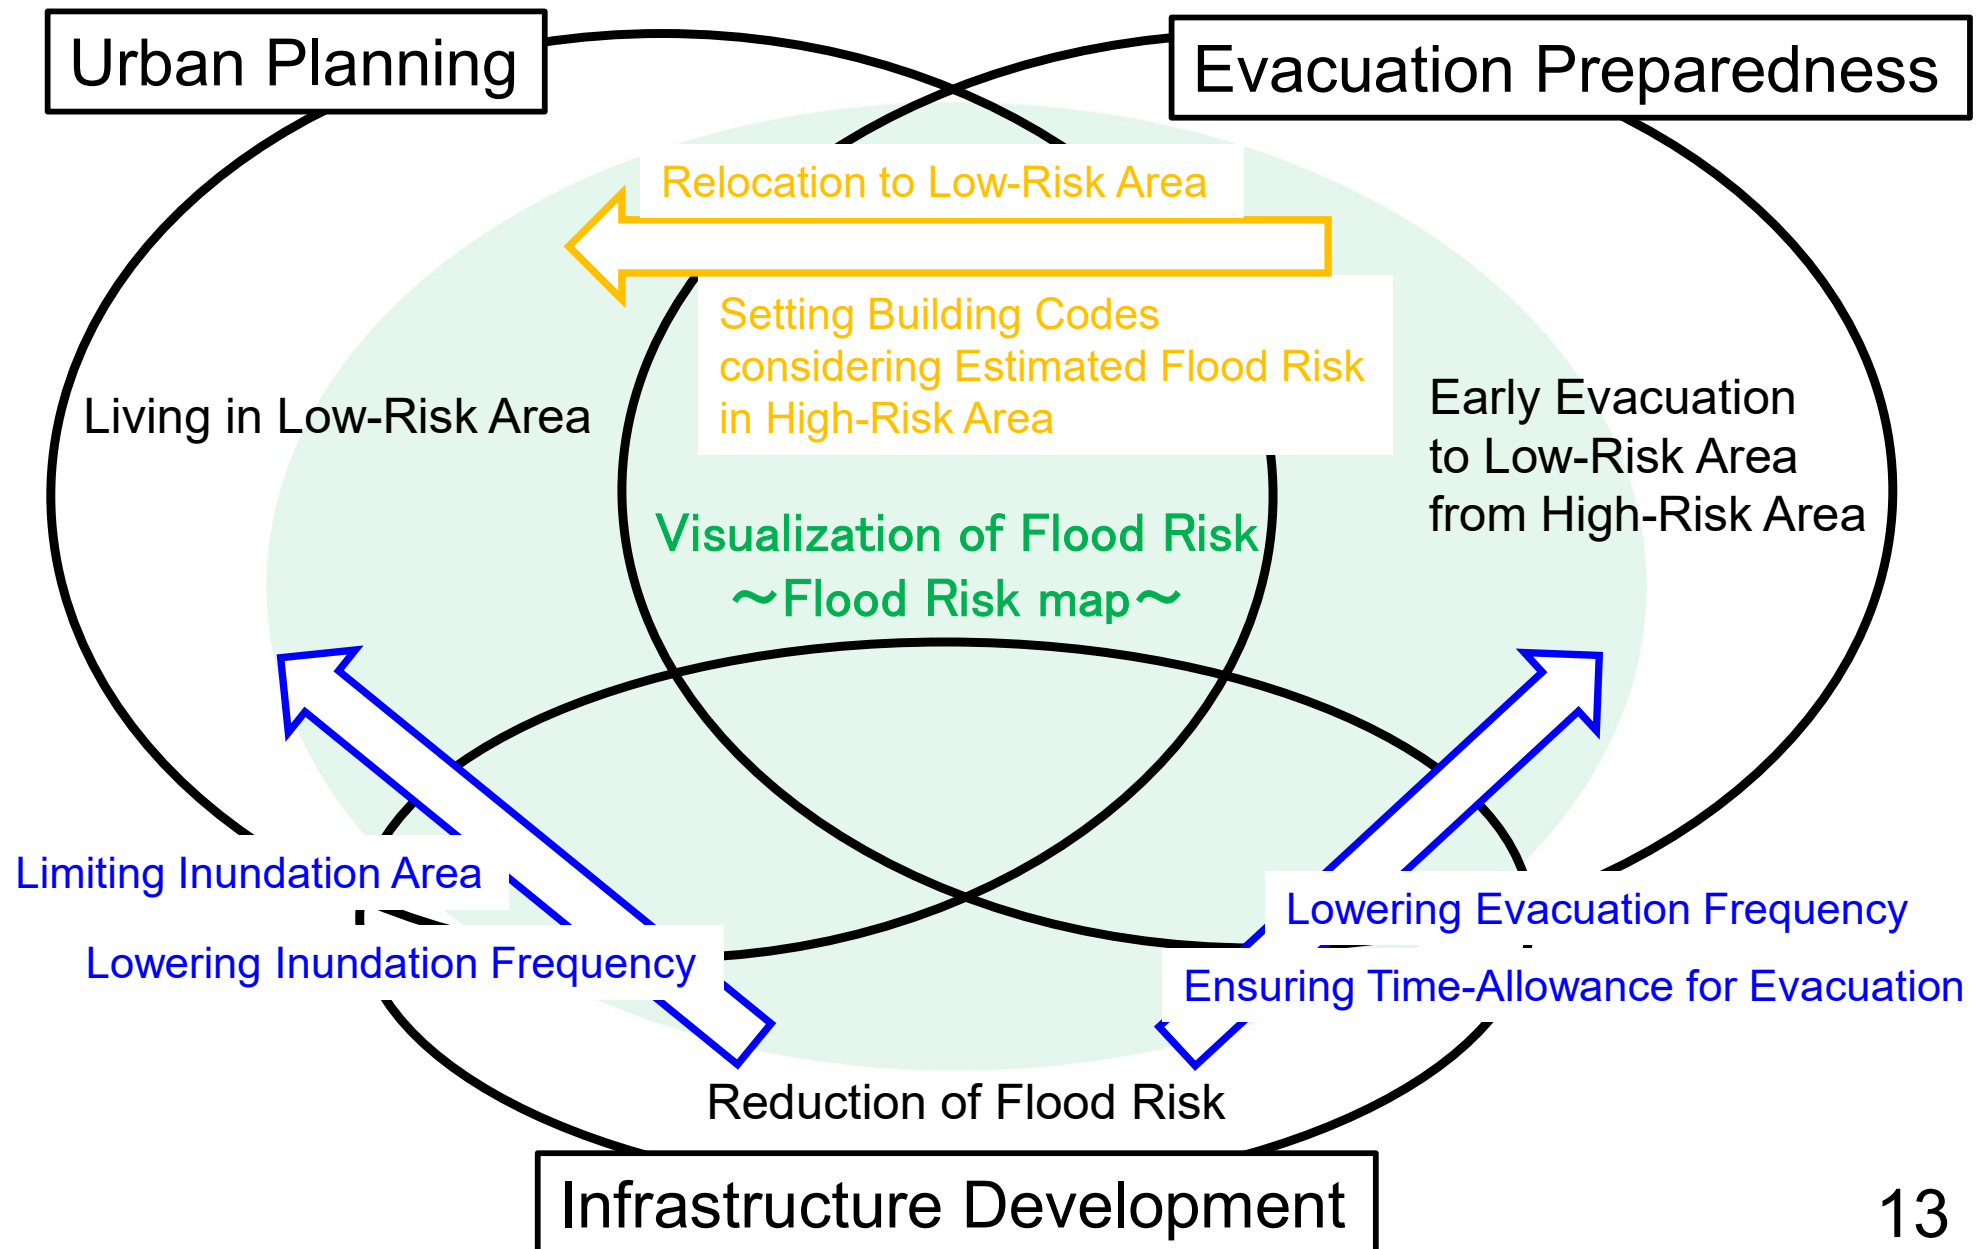 Urban Planning
Evacuation Preparedness
Relocation to Low-Risk Area
Setting Building Codes
considering Estimated Flood Risk
in High-Risk Area
Living in Low-Risk Area
Early Evacuation
to Low-Risk Area
from High-Risk Area
Visualization of Flood Risk
～Flood Risk map～
Limiting Inundation Area
Lowering Inundation Frequency
Lowering Evacuation Frequency
Ensuring Time-Allowance for Evacuation
Reduction of Flood Risk
Infrastructure Development
13